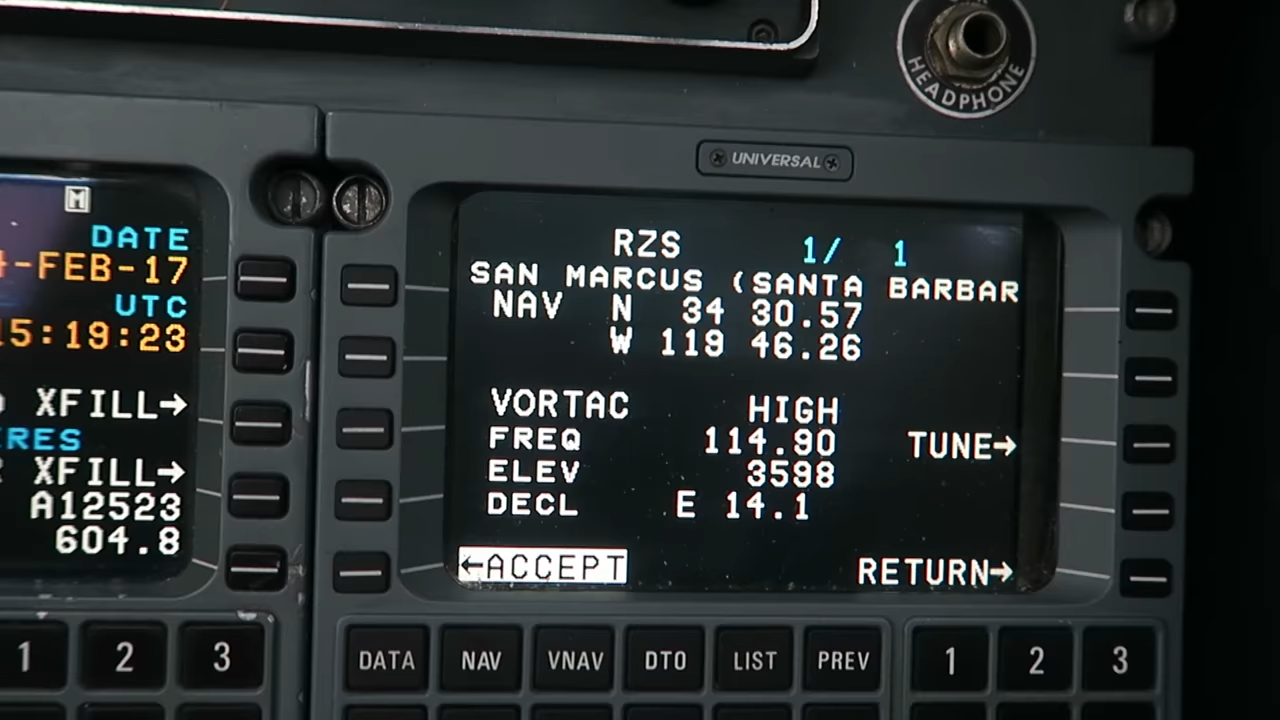 HEADPHONE
UNIVERSAL
M
DATE
-FEB-17
UTC
15:19:23
XFILL→
XFILL→
A12523
604.8
RZS 1/ 1
SAN MARCUS (SANTA BARBAR
NAV N 34 30.57
W 119 46.26
VORTAC HIGH
FREQ 114.90 TUNE→
ELEV 3598
DECL E 14.1
←ACCEPT RETURN→
1 2 3
DATA NAV VNAV DTO LIST PREV 1 2 3